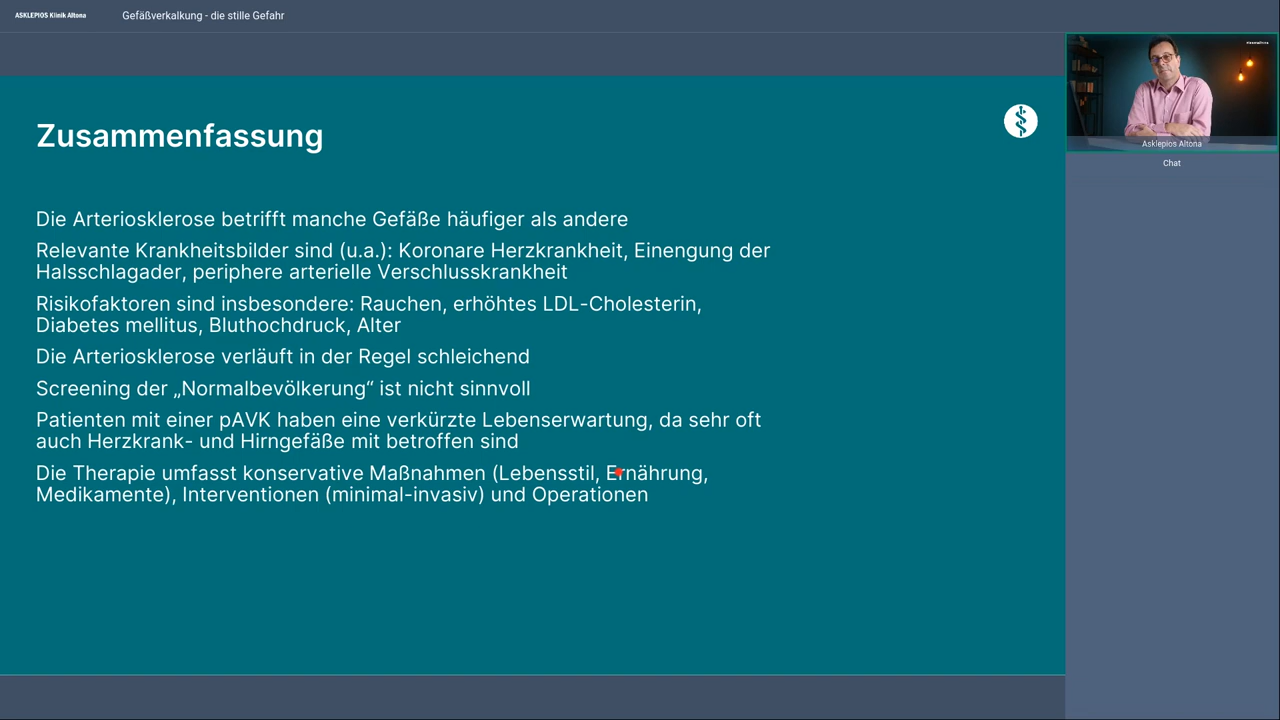 ASKLEPIOS Klinik Altona
Gefäßverkalkung - die stille Gefahr
Zusammenfassung
Die Arteriosklerose betrifft manche Gefäße häufiger als andere
Relevante Krankheitsbilder sind (u.a.): Koronare Herzkrankheit, Einengung der
Halsschlagader, periphere arterielle Verschlusskrankheit
Risikofaktoren sind insbesondere: Rauchen, erhöhtes LDL-Cholesterin,
Diabetes mellitus, Bluthochdruck, Alter
Die Arteriosklerose verläuft in der Regel schleichend
Screening der „Normalbevölkerung“ ist nicht sinnvoll
Patienten mit einer pAVK haben eine verkürzte Lebenserwartung, da sehr oft
auch Herzkrank- und Hirngefäße mit betroffen sind
Die Therapie umfasst konservative Maßnahmen (Lebensstil, Ernährung,
Medikamente), Interventionen (minimal-invasiv) und Operationen
Asklepios Altona
Chat